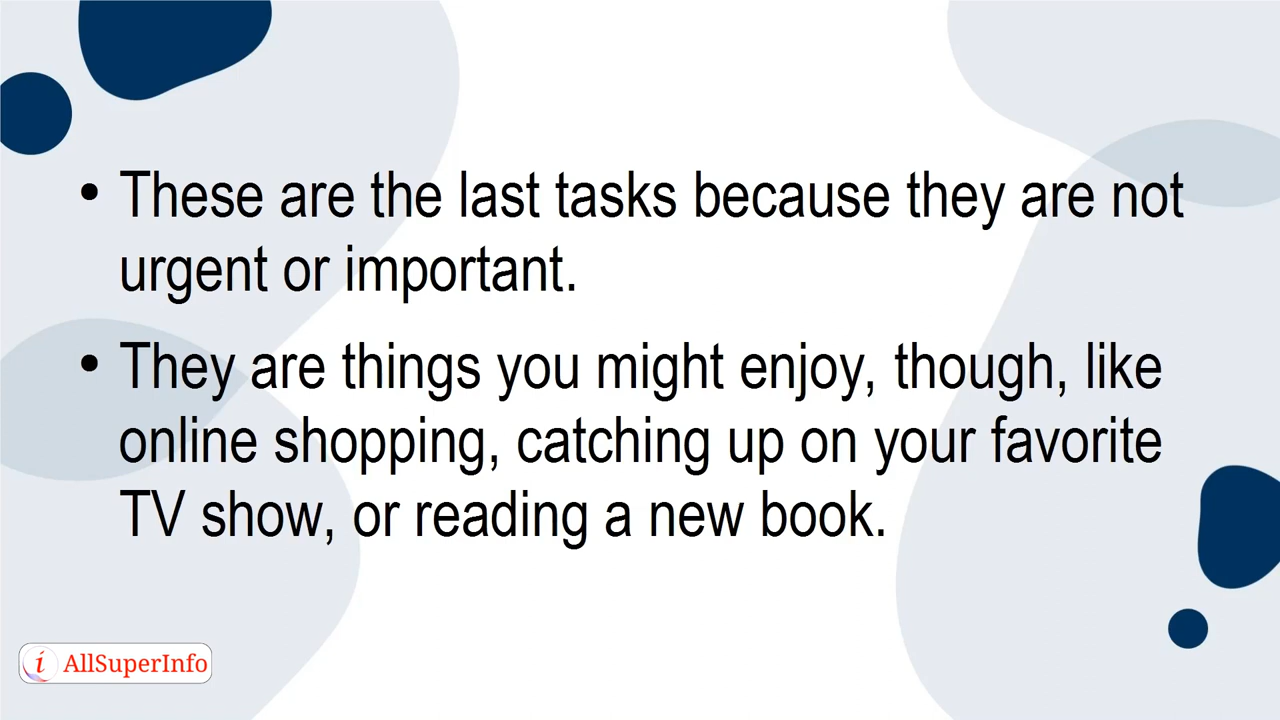 • These are the last tasks because they are not
urgent or important.
• They are things you might enjoy, though, like
online shopping, catching up on your favorite
TV show, or reading a new book.
i AllSuperInfo